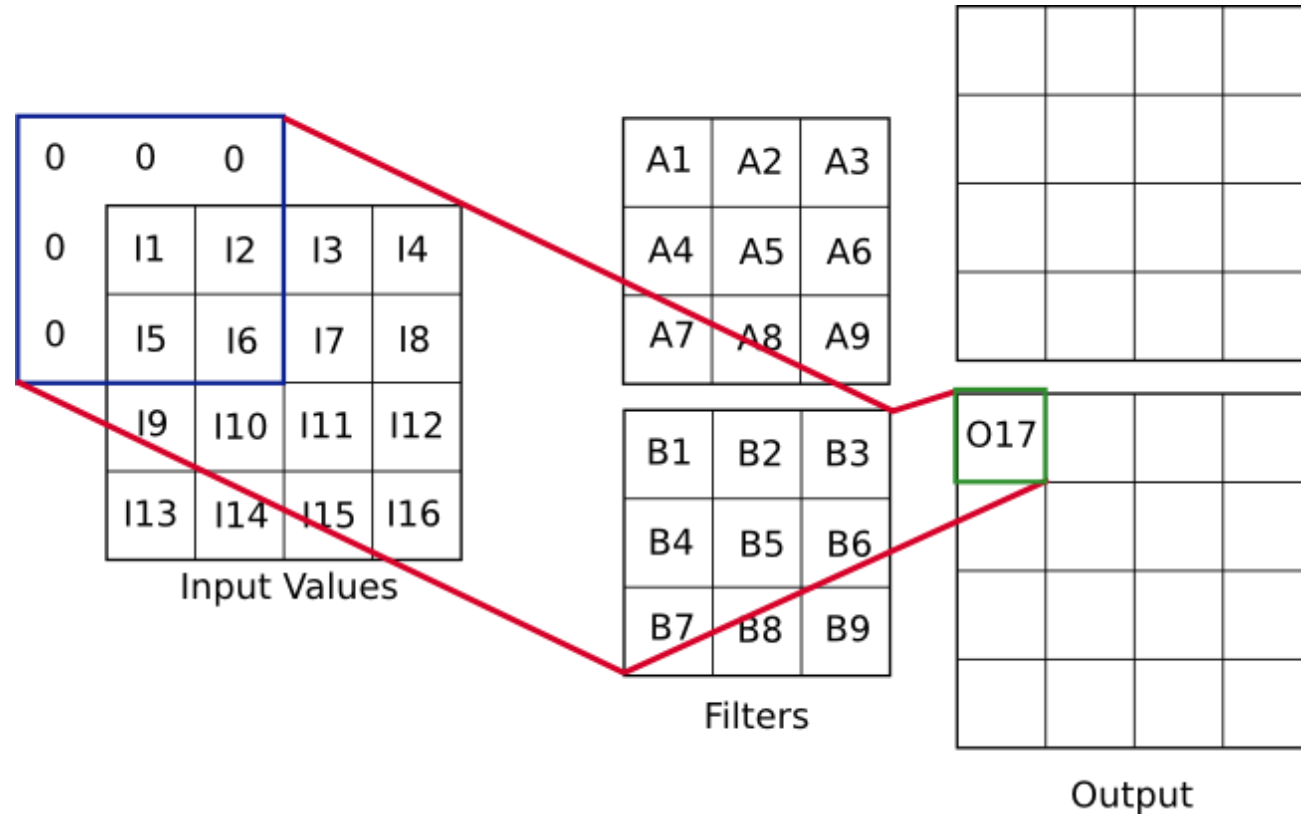 0 0 0
0 I1 I2 I3 I4
0 I5 I6 I7 I8
I9 I10 I11 I12
I13 I14 I15 I16
Input Values
A1 A2 A3
A4 A5 A6
A7 A8 A9
B1 B2 B3
B4 B5 B6
B7 B8 B9
Filters
O17
Output